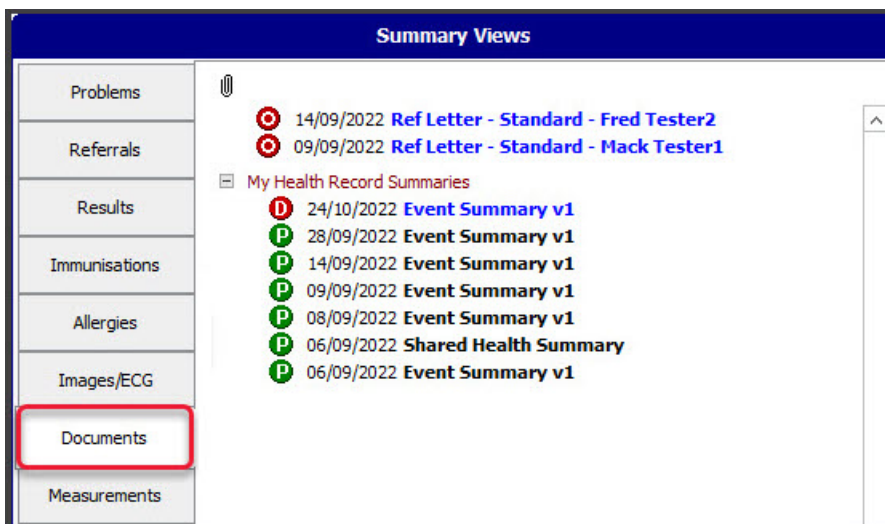 Summary Views
Problems
Referrals
Results
Immunisations
Allergies
Images/ECG
Documents
Measurements
14/09/2022 Ref Letter - Standard - Fred Tester2
09/09/2022 Ref Letter - Standard - Mack Tester1
My Health Record Summaries
D 24/10/2022 Event Summary v1
P 28/09/2022 Event Summary v1
P 14/09/2022 Event Summary v1
P 09/09/2022 Event Summary v1
P 08/09/2022 Event Summary v1
P 06/09/2022 Shared Health Summary
P 06/09/2022 Event Summary v1